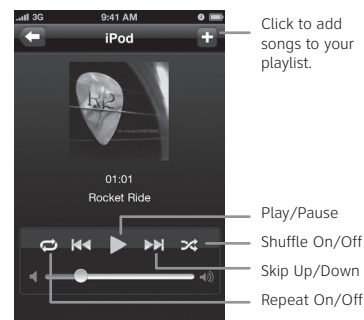 3G 9:41 AM
iPod
Click to add
songs to your
playlist.
RP
01:01
Rocket Ride
Play/Pause
Shuffle On/Off
Skip Up/Down
Repeat On/Off